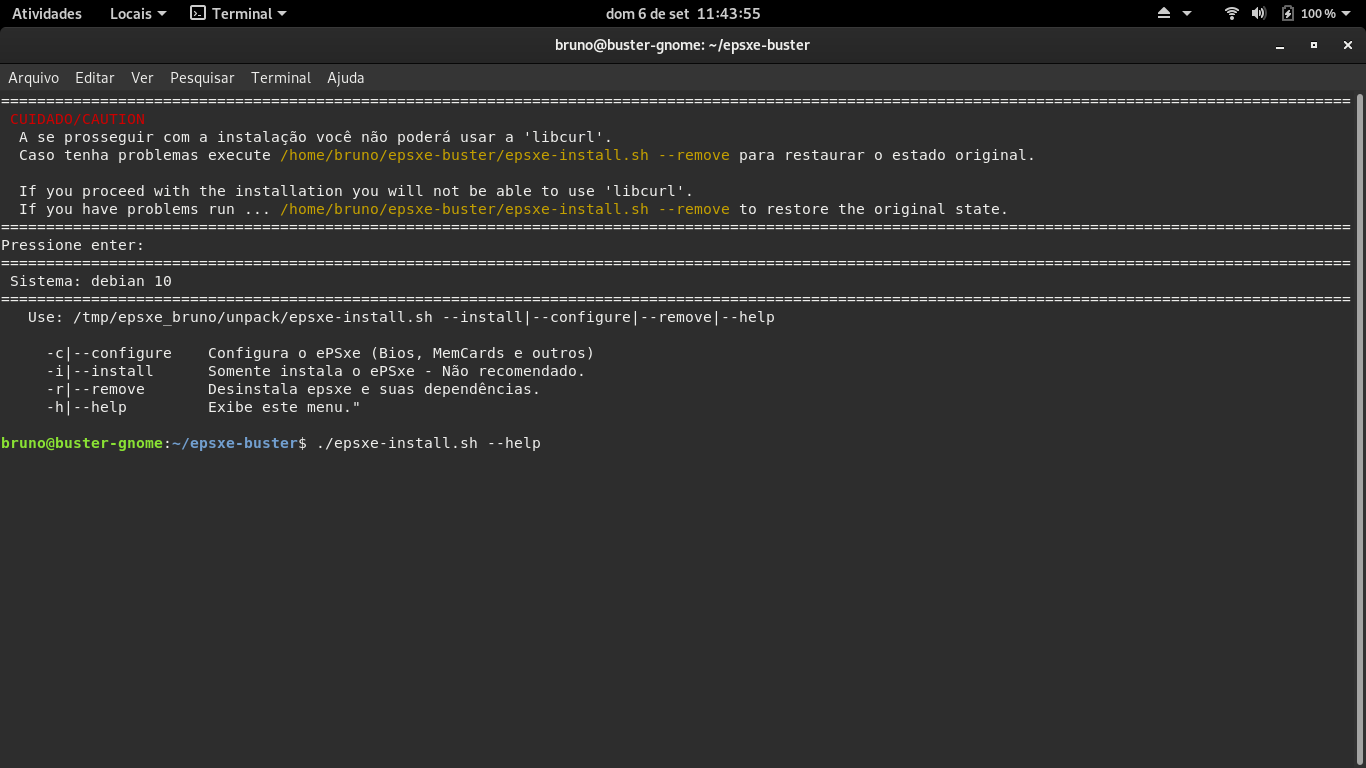 Atividades Locais Terminal dom 6 de set 11:43:55 100 %
bruno@buster-gnome: ~/epsxe-buster
Arquivo Editar Ver Pesquisar Terminal Ajuda
======================================================================================================================================================
CUIDADO/CAUTION
A se prosseguir com a instalação você não poderá usar a 'libcurl'.
Caso tenha problemas execute /home/bruno/epsxe-buster/epsxe-install.sh --remove para restaurar o estado original.
If you proceed with the installation you will not be able to use 'libcurl'.
If you have problems run ... /home/bruno/epsxe-buster/epsxe-install.sh --remove to restore the original state.
======================================================================================================================================================
Pressione enter:
======================================================================================================================================================
Sistema: debian 10
======================================================================================================================================================
Use: /tmp/epsxe_bruno/unpack/epsxe-install.sh --install|--configure|--remove|--help
-c|--configure Configura o ePSxe (Bios, MemCards e outros)
-i|--install Somente instala o ePSxe - Não recomendado.
-r|--remove Desinstala epsxe e suas dependências.
-h|--help Exibe este menu."
bruno@buster-gnome:~/epsxe-buster$ ./epsxe-install.sh --help